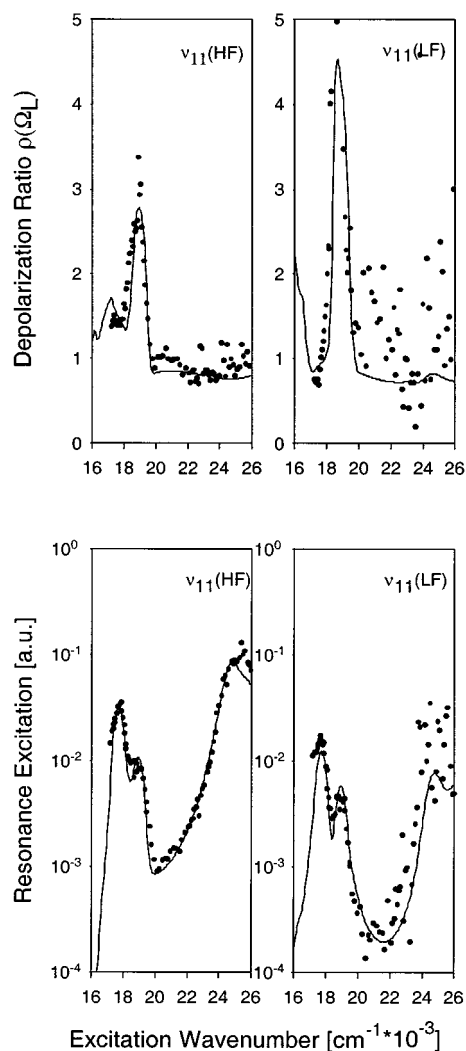 ν11(HF)
ν11(LF)
Depolarization Ratio ρ(ΩL)
5
4
3
2
1
0
5
4
3
2
1
0
16 18 20 22 24 26
16 18 20 22 24 26
ν11(HF)
ν11(LF)
Resonance Excitation [a.u.]
10^0
10^-1
10^-2
10^-3
10^-4
10^0
10^-1
10^-2
10^-3
10^-4
16 18 20 22 24 26
16 18 20 22 24 26
Excitation Wavenumber [cm^-1*10^-3]